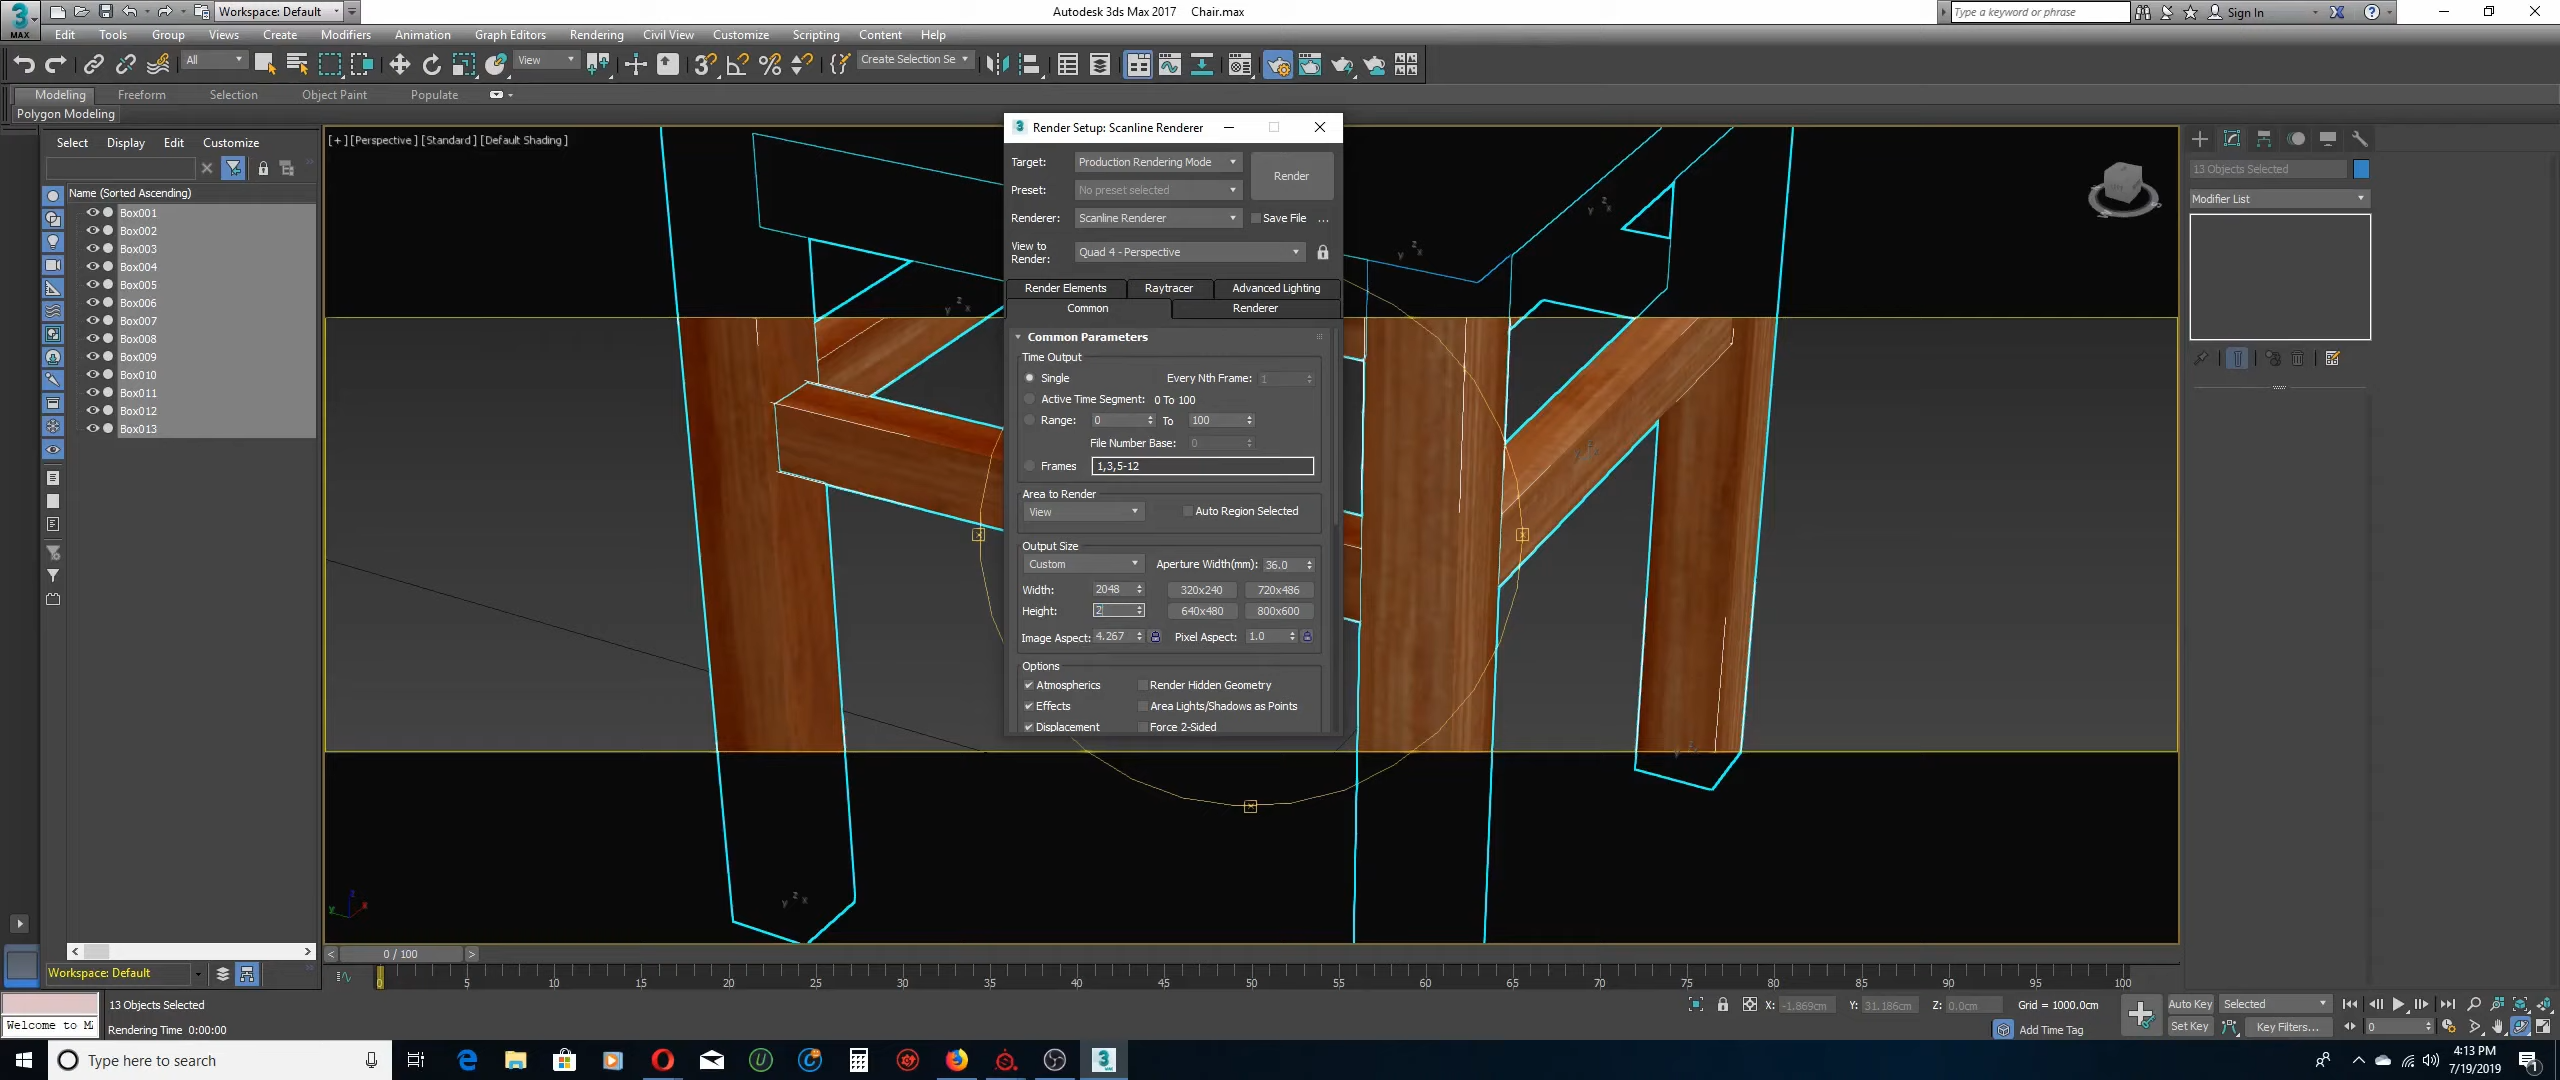 Workspace: Default
Autodesk 3ds Max 2017 Chair.max
Type a keyword or phrase
Sign In
MAX
Edit Tools Group Views Create Modifiers Animation Graph Editors Rendering Civil View Customize Scripting Content Help
All View Create Selection Se
Modeling Freeform Selection Object Paint Populate
Polygon Modeling
Select Display Edit Customize
Name (Sorted Ascending)
Box001
Box002
Box003
Box004
Box005
Box006
Box007
Box008
Box009
Box010
Box011
Box012
Box013
[+] [Perspective] [Standard] [Default Shading]
Render Setup: Scanline Renderer
Target: Production Rendering Mode
Render
Preset: No preset selected
Renderer: Scanline Renderer Save File ...
View to Render: Quad 4 - Perspective
Render Elements Raytracer Advanced Lighting
Common Renderer
Common Parameters
Time Output
Single Every Nth Frame: 1
Active Time Segment: 0 To 100
Range: 0 To 100
File Number Base: 0
Frames 1,3,5-12
Area to Render
View Auto Region Selected
Output Size
Custom Aperture Width(mm): 36.0
Width: 2048 320x240 720x486
Height: 2 640x480 800x600
Image Aspect: 4.267 Pixel Aspect: 1.0
Options
Atmospherics Render Hidden Geometry
Effects Area Lights/Shadows as Points
Displacement Force 2-Sided
13 Objects Selected
Modifier List
0 / 100
0 5 10 15 20 25 30 35 40 45 50 55 60 65 70 75 80 85 90 95 100
Workspace: Default
13 Objects Selected
Welcome to M
Rendering Time 0:00:00
X: -1.869cm Y: 31.186cm Z: 0.0cm Grid = 1000.0cm
Add Time Tag
Auto Key Selected
Set Key Key Filters... 0
Type here to search
4:13 PM
7/19/2019